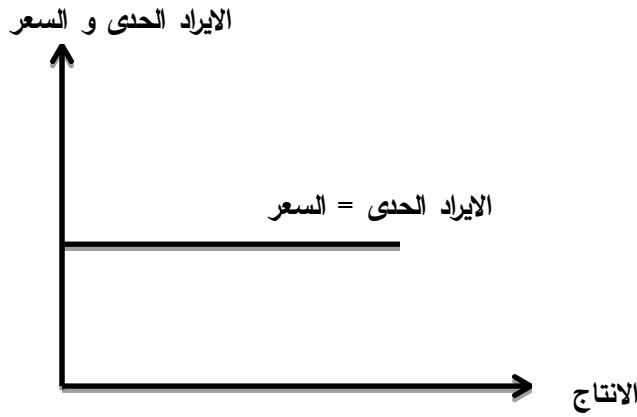 الايراد الحدى و السعر
الايراد الحدى = السعر
الانتاج